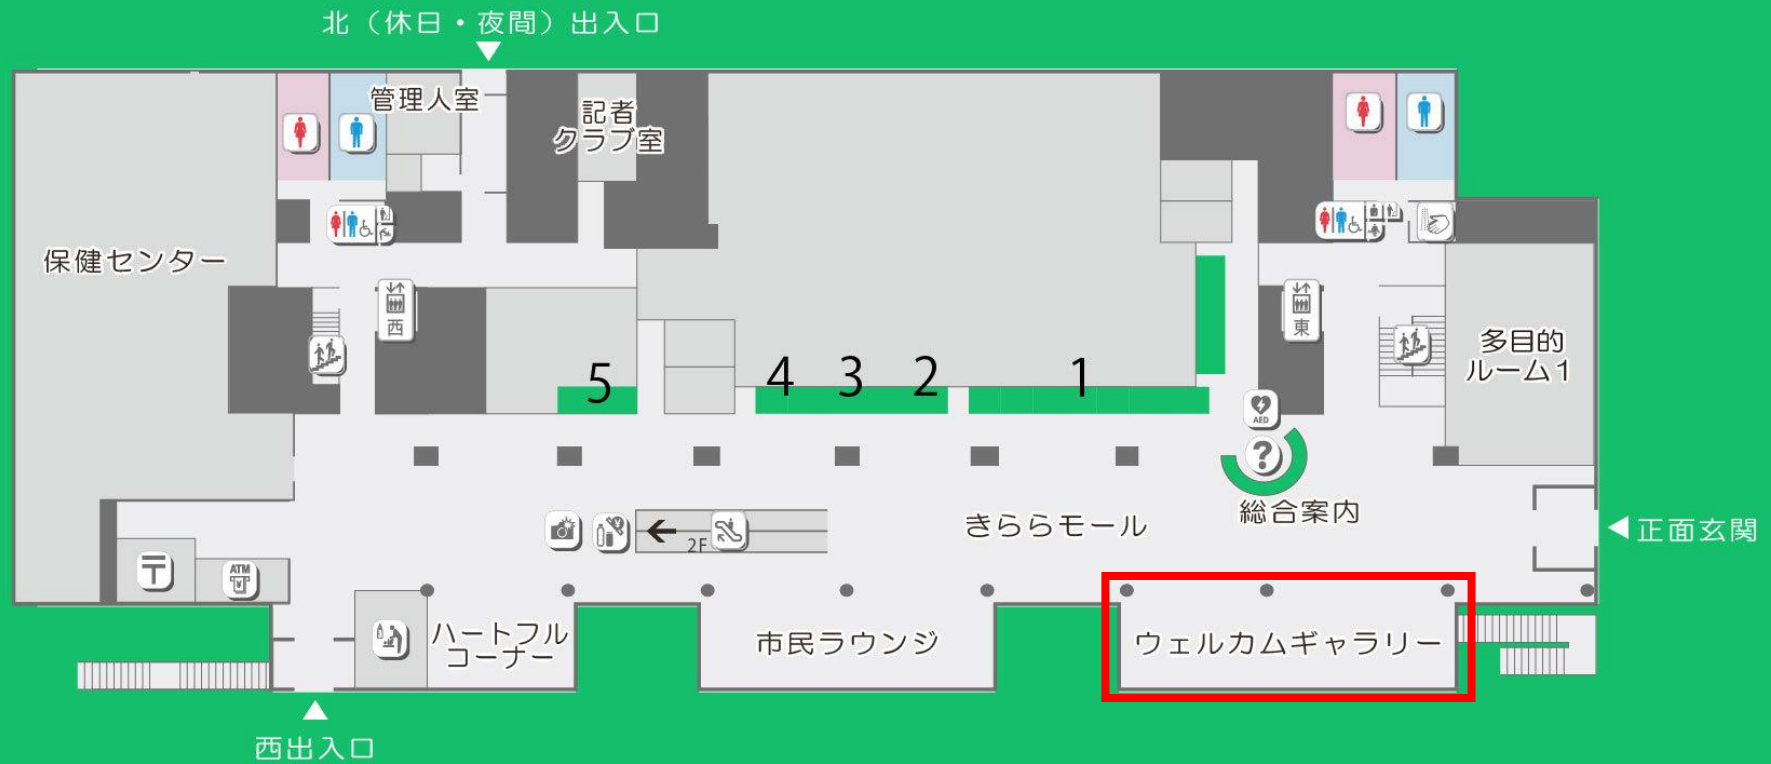 北（休日・夜間）出入口
管理人室
記者
クラブ室
保健センター
西
東
多目的
ルーム1
5
4
3
2
1
AED
?
総合案内
きららモール
2F
正面玄関
〒
ATM
¥
ハートフル
コーナー
市民ラウンジ
ウェルカムギャラリー
西出入口